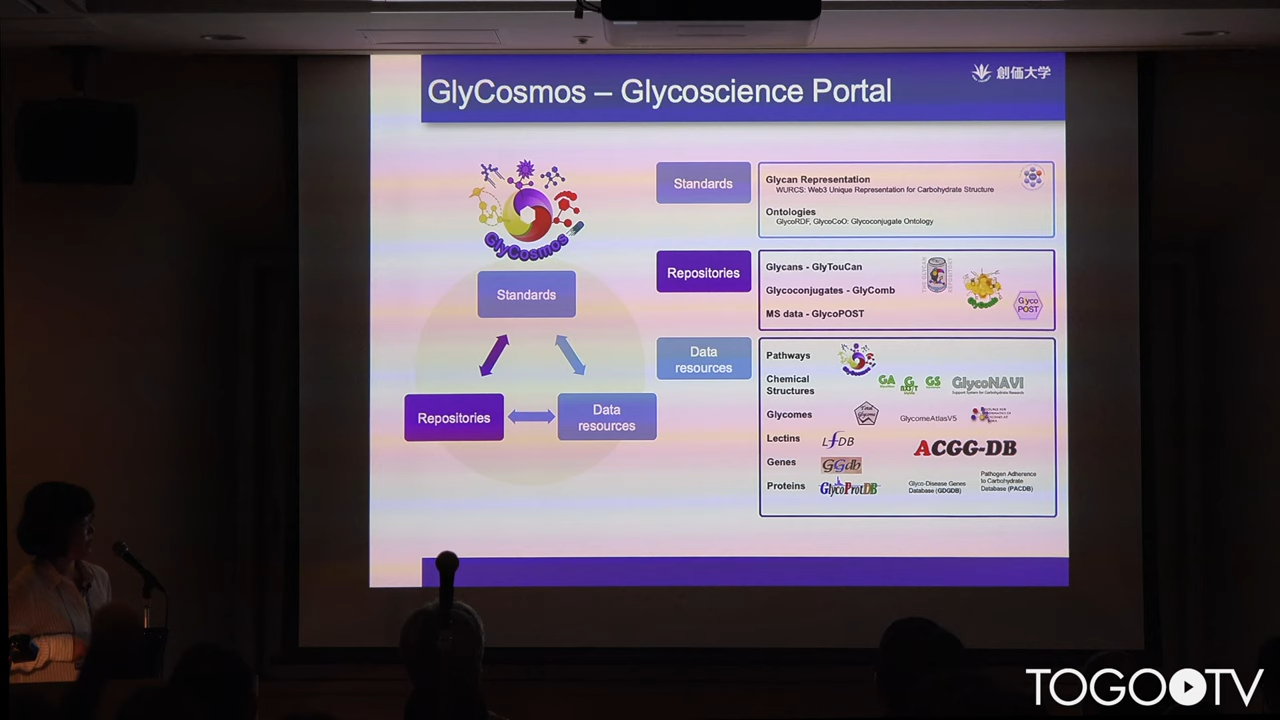 GlyCosmos – Glycoscience Portal
創価大学
GlyCosmos
Standards
Repositories
Data
resources
Standards
Glycan Representation
WURCS: Web3 Unique Representation for Carbohydrate Structure
Ontologies
GlycoRDF, GlycoCoO: Glycoconjugate Ontology
Repositories
Glycans - GlyTouCan
Glycoconjugates - GlyComb
MS data - GlycoPOST
Glyco
POST
Data
resources
Pathways
Chemical
Structures
GlycoNAVI
Glycomes
GlycomeAtlasV5
Lectins
LfDB
ACGG-DB
Genes
GGdb
Proteins
GlycoProtDB
Glyco-Disease Genes
Database (GDGDB)
Pathogen Adherence
to Carbohydrate
Database (PACDB)
TOGO TV